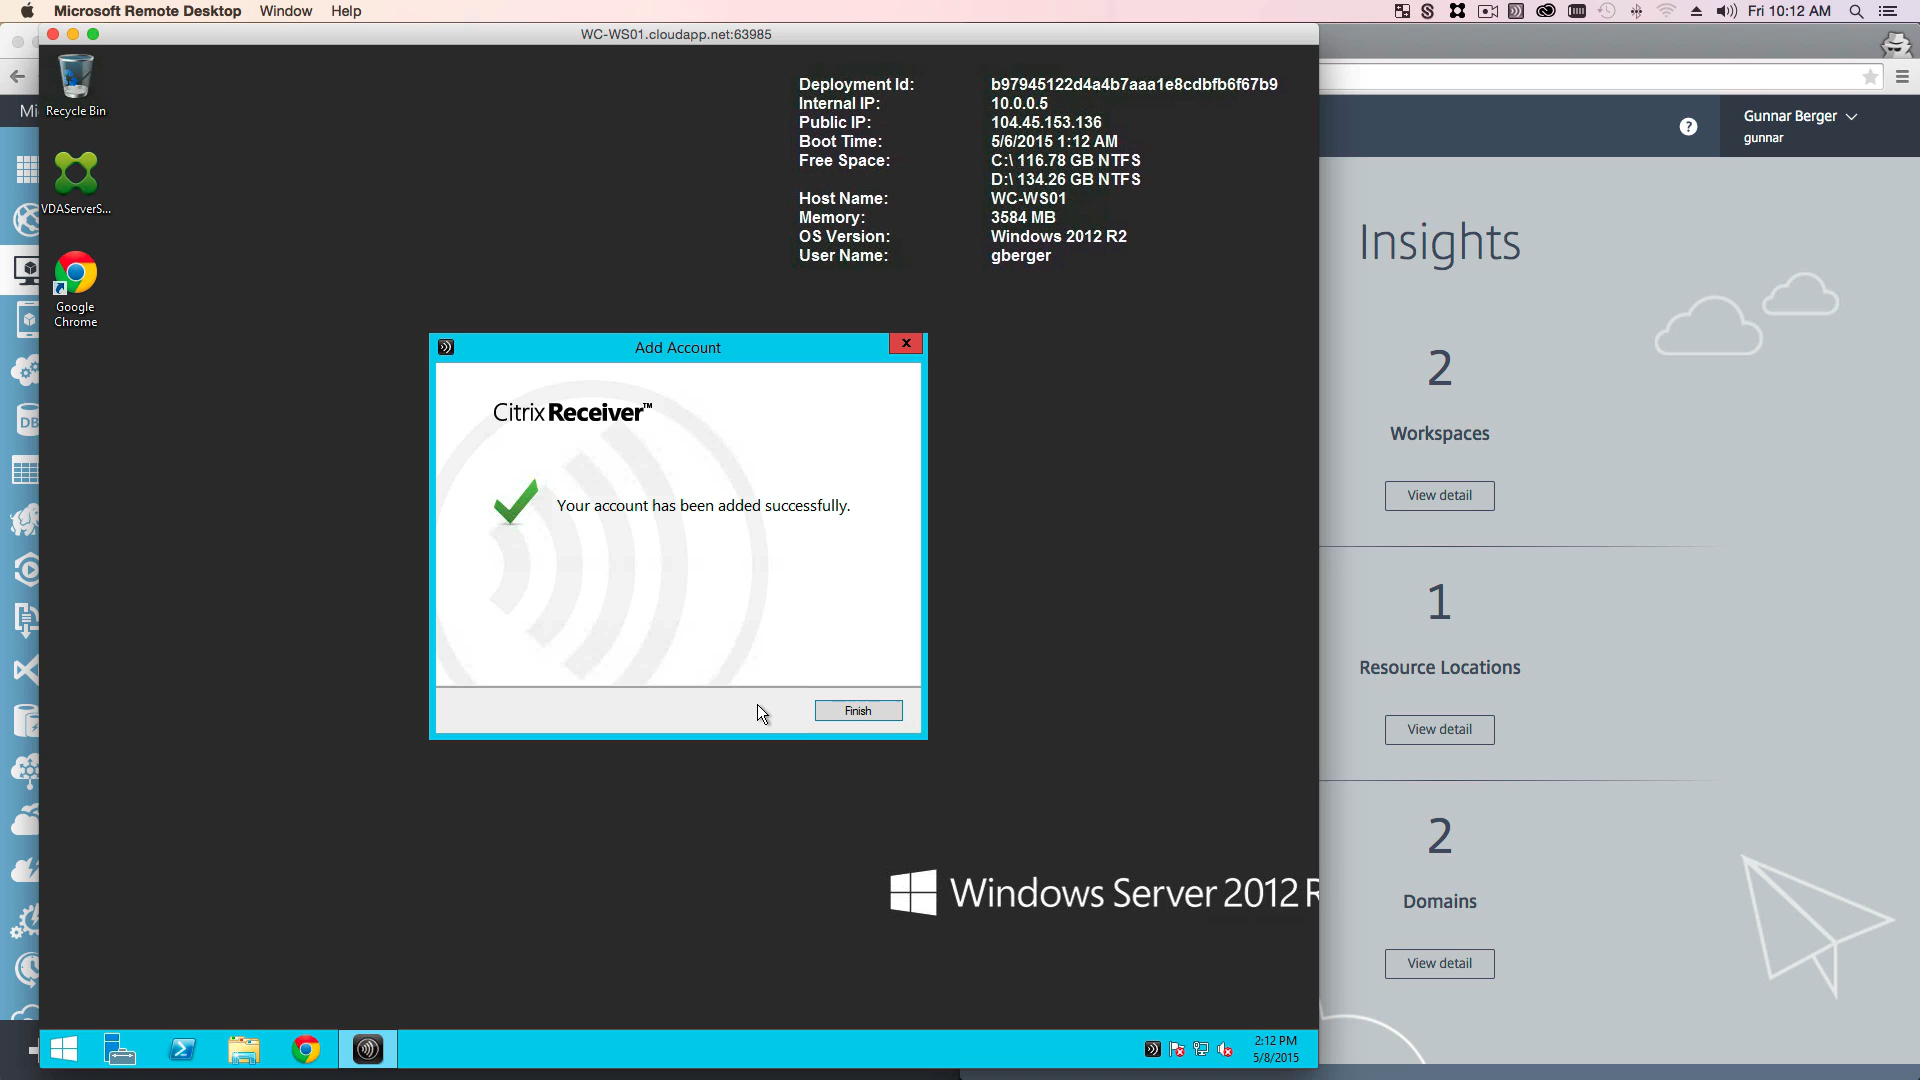 Microsoft Remote Desktop Window Help
Fri 10:12 AM
WC-WS01.cloudapp.net:63985
Recycle Bin
VDAServerS...
Google
Chrome
Deployment Id: b97945122d4a4b7aaa1e8cdbfb6f67b9
Internal IP: 10.0.0.5
Public IP: 104.45.153.136
Boot Time: 5/6/2015 1:12 AM
Free Space: C:\ 116.78 GB NTFS
D:\ 134.26 GB NTFS
Host Name: WC-WS01
Memory: 3584 MB
OS Version: Windows 2012 R2
User Name: gberger
Add Account
Citrix Receiver™
Your account has been added successfully.
Finish
Windows Server 2012 R
2:12 PM
5/8/2015
Mi
DB
Gunnar Berger
gunnar
Insights
2
Workspaces
View detail
1
Resource Locations
View detail
2
Domains
View detail